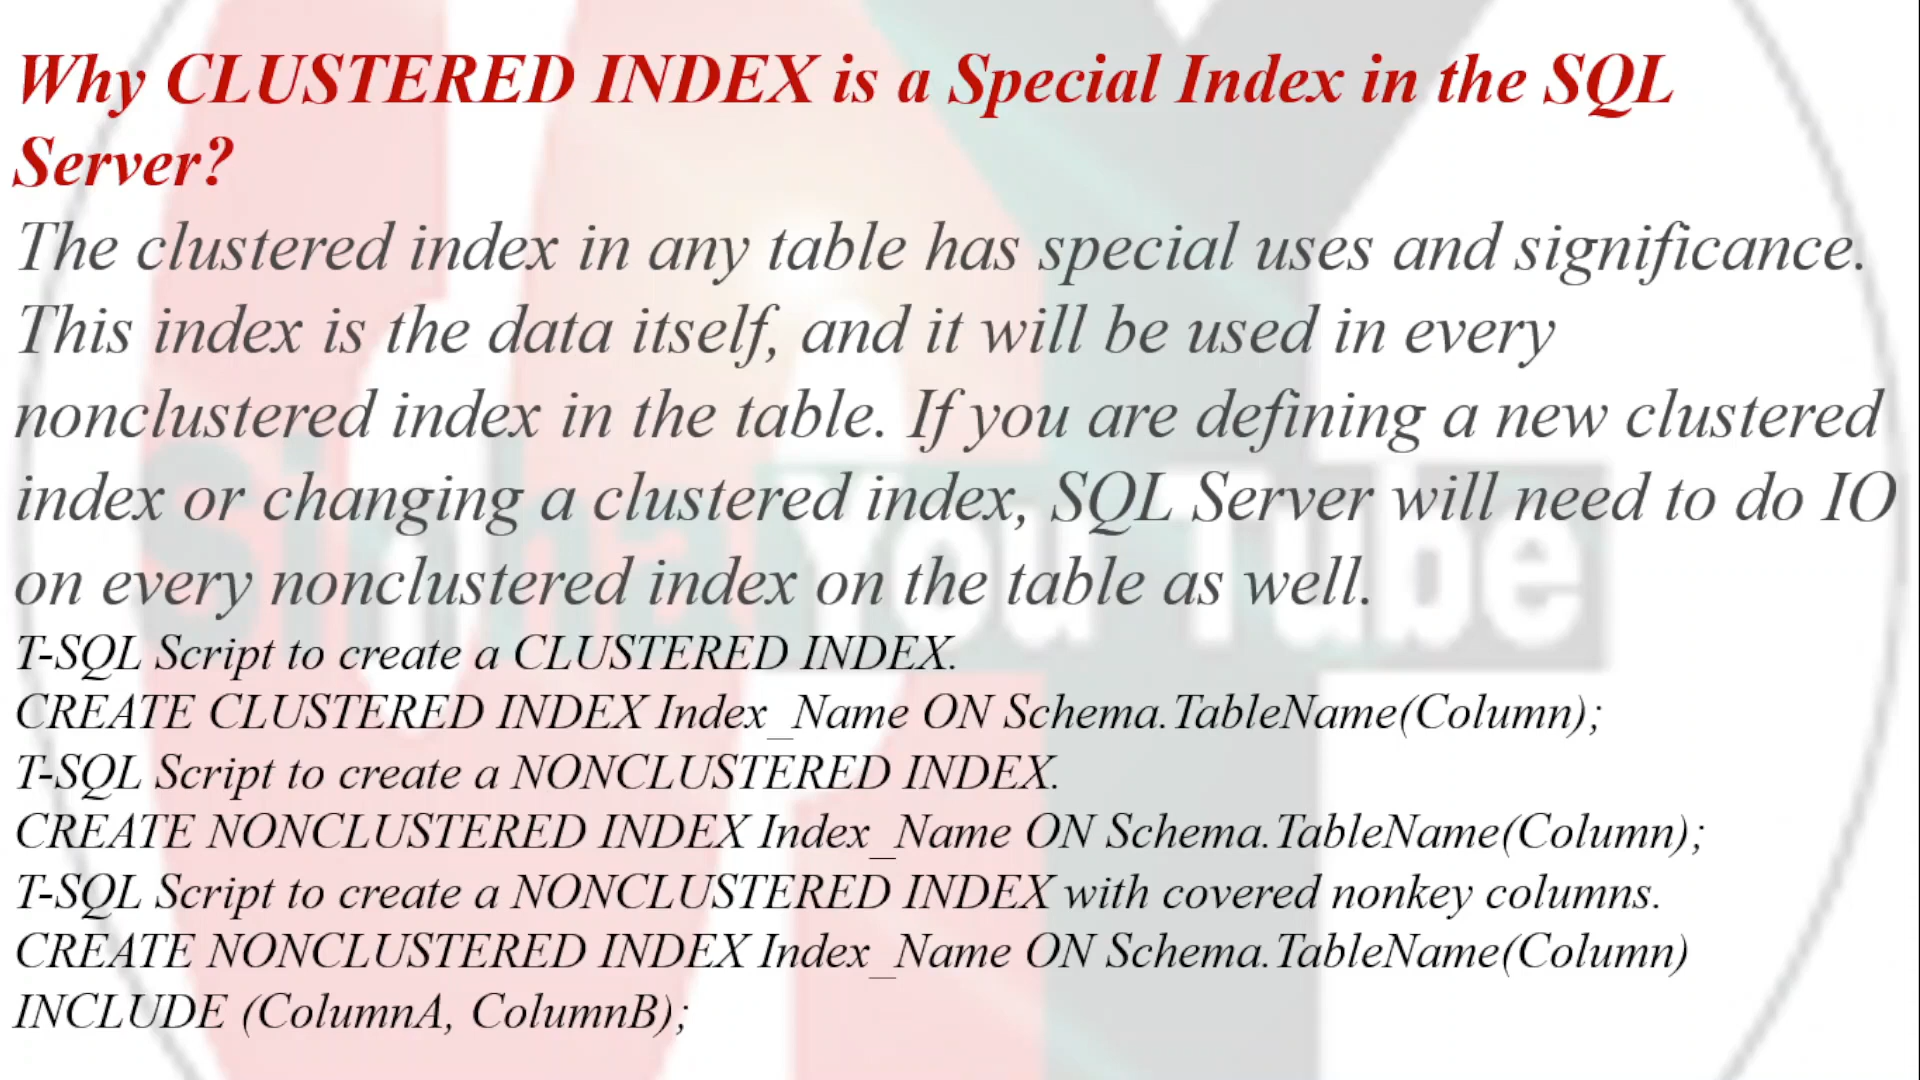 Why CLUSTERED INDEX is a Special Index in the SQL
Server?
The clustered index in any table has special uses and significance.
This index is the data itself, and it will be used in every
nonclustered index in the table. If you are defining a new clustered
index or changing a clustered index, SQL Server will need to do IO
on every nonclustered index on the table as well.
T-SQL Script to create a CLUSTERED INDEX.
CREATE CLUSTERED INDEX Index_Name ON Schema.TableName(Column);
T-SQL Script to create a NONCLUSTERED INDEX.
CREATE NONCLUSTERED INDEX Index_Name ON Schema.TableName(Column);
T-SQL Script to create a NONCLUSTERED INDEX with covered nonkey columns.
CREATE NONCLUSTERED INDEX Index_Name ON Schema.TableName(Column)
INCLUDE (ColumnA, ColumnB);
You Tube